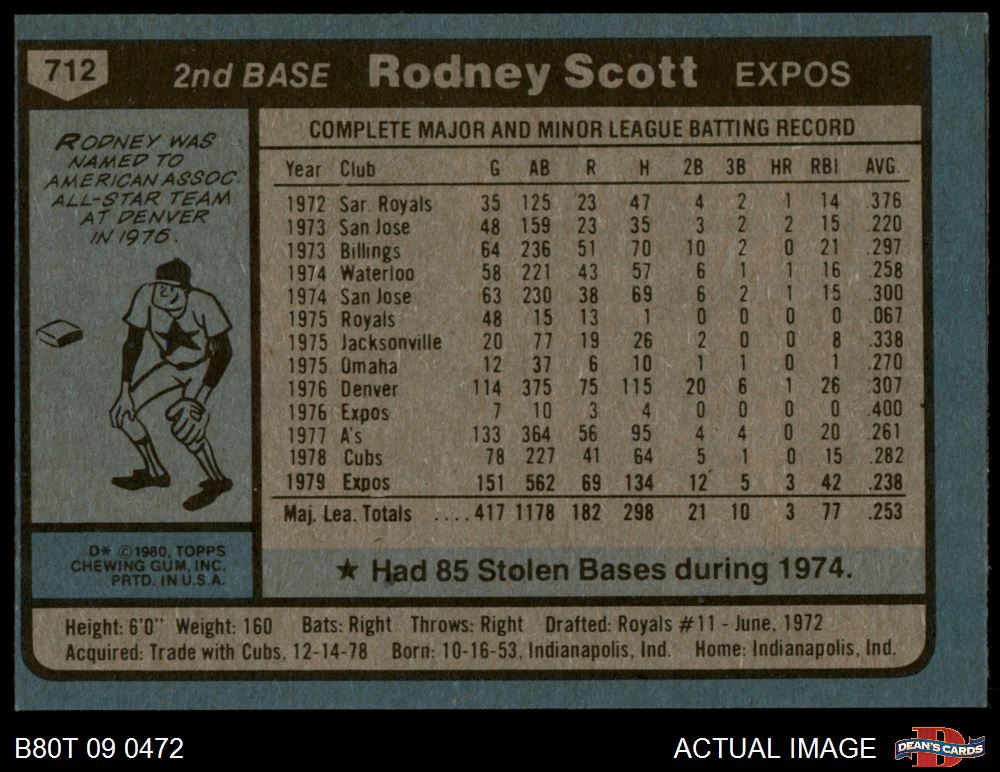 712
2nd BASE Rodney Scott EXPOS
RODNEY WAS
NAMED TO
AMERICAN ASSOC.
ALL-STAR TEAM
AT DENVER
IN 1976.
COMPLETE MAJOR AND MINOR LEAGUE BATTING RECORD
Year Club G AB R H 2B 3B HR RBI AVG.
1972 Sar. Royals 35 125 23 47 4 2 1 14 .376
1973 San Jose 48 159 23 35 3 2 2 15 .220
1973 Billings 64 236 51 70 10 2 0 21 .297
1974 Waterloo 58 221 43 57 6 1 1 16 .258
1974 San Jose 63 230 38 69 6 2 1 15 .300
1975 Royals 48 15 13 1 0 0 0 0 .067
1975 Jacksonville 20 77 19 26 2 0 0 8 .338
1975 Omaha 12 37 6 10 1 1 0 1 .270
1976 Denver 114 375 75 115 20 6 1 26 .307
1976 Expos 7 10 3 4 0 0 0 0 .400
1977 A's 133 364 56 95 4 4 0 20 .261
1978 Cubs 78 227 41 64 5 1 0 15 .282
1979 Expos 151 562 69 134 12 5 3 42 .238
Maj. Lea. Totals ....417 1178 182 298 21 10 3 77 .253
★ Had 85 Stolen Bases during 1974.
D* © 1980, TOPPS
CHEWING GUM, INC.
PRTD. IN U.S.A.
Height: 6'0" Weight: 160 Bats: Right Throws: Right Drafted: Royals #11 - June, 1972
Acquired: Trade with Cubs, 12-14-78 Born: 10-16-53, Indianapolis, Ind. Home: Indianapolis, Ind.
B80T 09 0472
ACTUAL IMAGE
D
DEAN'S CARDS